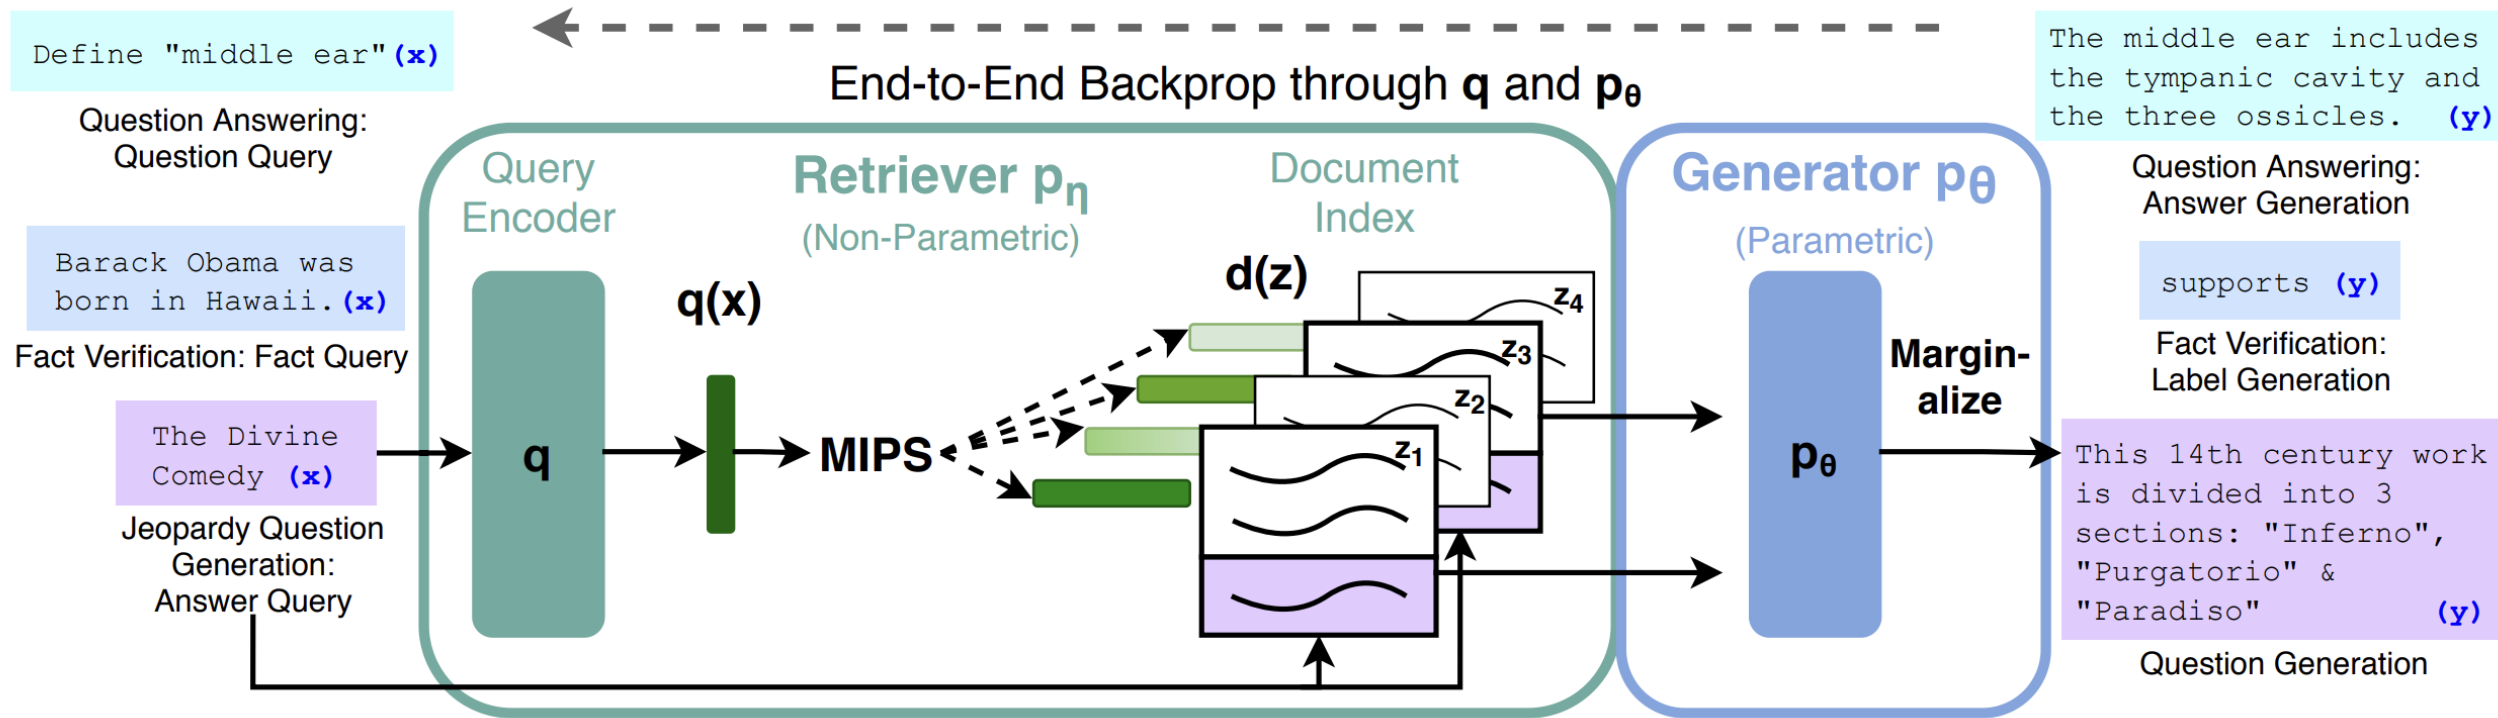 Define "middle ear"(x)
Question Answering:
Question Query
Barack Obama was
born in Hawaii.(x)
Fact Verification: Fact Query
The Divine
Comedy (x)
Jeopardy Question
Generation:
Answer Query
End-to-End Backprop through q and pθ
Query
Encoder
q
Retriever pη
(Non-Parametric)
q(x)
MIPS
Document
Index
d(z)
z4
z3
z2
z1
Generator pθ
(Parametric)
pθ
Margin-
alize
The middle ear includes
the tympanic cavity and
the three ossicles. (y)
Question Answering:
Answer Generation
supports (y)
Fact Verification:
Label Generation
This 14th century work
is divided into 3
sections: "Inferno",
"Purgatorio" &
"Paradiso" (y)
Question Generation